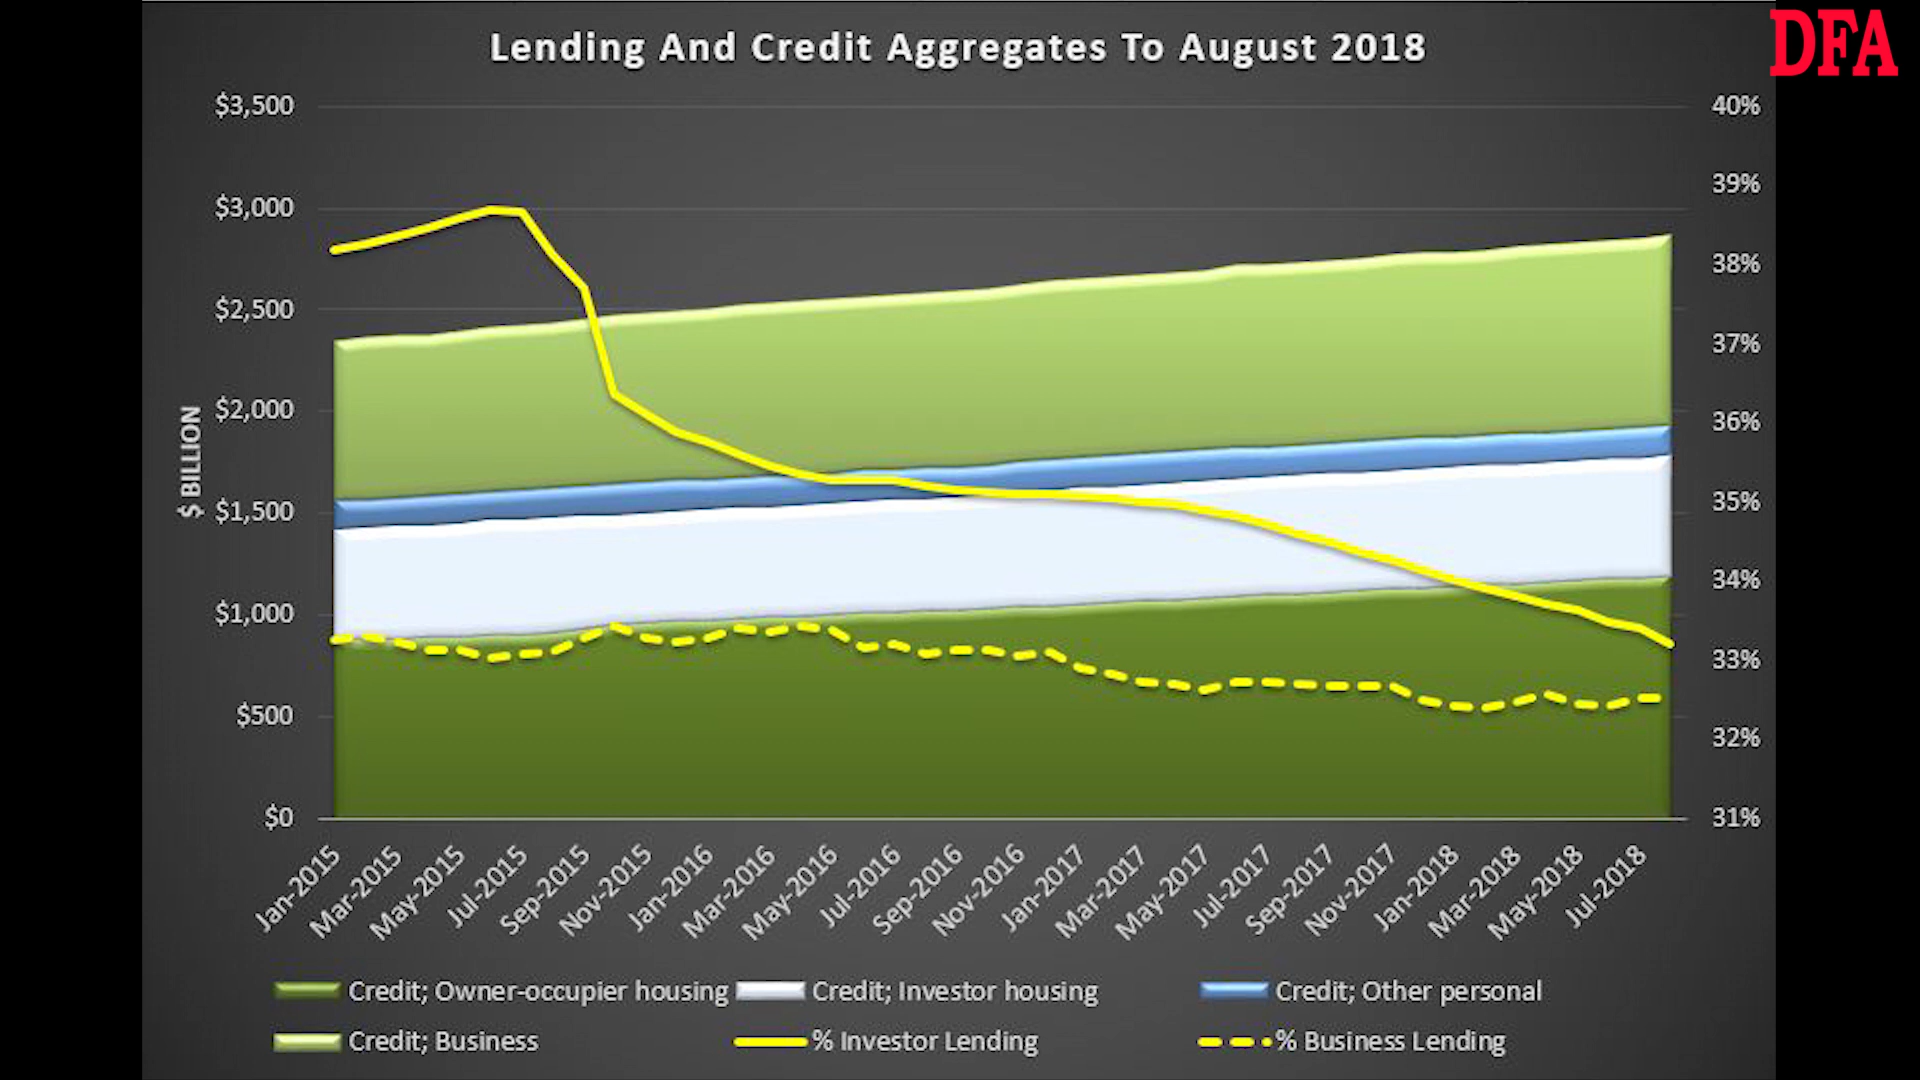 Lending And Credit Aggregates To August 2018
DFA
$3,500
$3,000
$2,500
$2,000
$1,500
$1,000
$500
$0
$ BILLION
40%
39%
38%
37%
36%
35%
34%
33%
32%
31%
Jan-2015
Mar-2015
May-2015
Jul-2015
Sep-2015
Nov-2015
Jan-2016
Mar-2016
May-2016
Jul-2016
Sep-2016
Nov-2016
Jan-2017
Mar-2017
May-2017
Jul-2017
Sep-2017
Nov-2017
Jan-2018
Mar-2018
May-2018
Jul-2018
Credit; Owner-occupier housing
Credit; Investor housing
Credit; Other personal
Credit; Business
% Investor Lending
% Business Lending